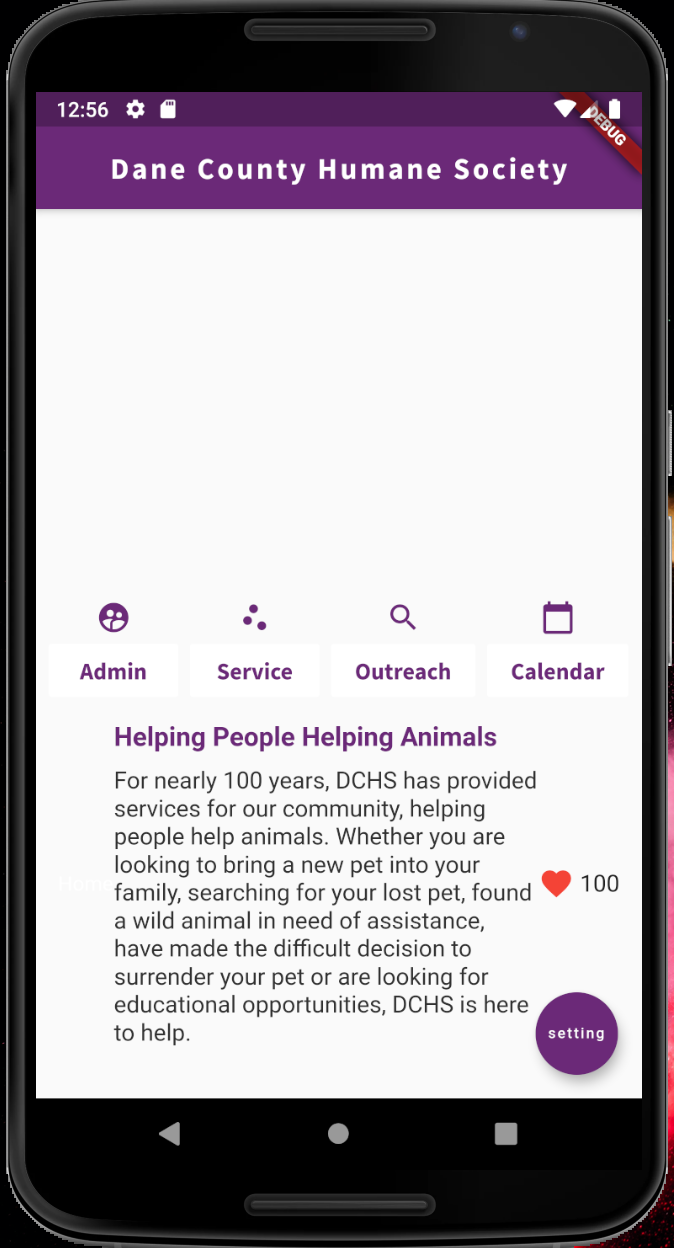 12:56
DEBUG
Dane County Humane Society
Admin Service Outreach Calendar
Helping People Helping Animals
For nearly 100 years, DCHS has provided
services for our community, helping
people help animals. Whether you are
looking to bring a new pet into your
Home
family, searching for your lost pet, found
100
a wild animal in need of assistance,
have made the difficult decision to
surrender your pet or are looking for
educational opportunities, DCHS is here
to help.
setting